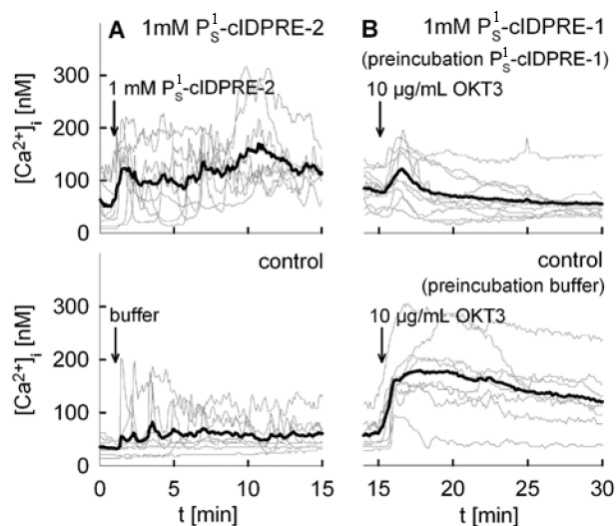 A 1mM P¹ₛ-cIDPRE-2
B 1mM P¹ₛ-cIDPRE-1
(preincubation P¹ₛ-cIDPRE-1)
[Ca²⁺]ᵢ [nM]
300
200
100
0
1 mM P¹ₛ-cIDPRE-2
10 µg/mL OKT3
control
control
(preincubation buffer)
[Ca²⁺]ᵢ [nM]
300
200
100
0
buffer
10 µg/mL OKT3
0 5 10 15
15 20 25 30
t [min]
t [min]